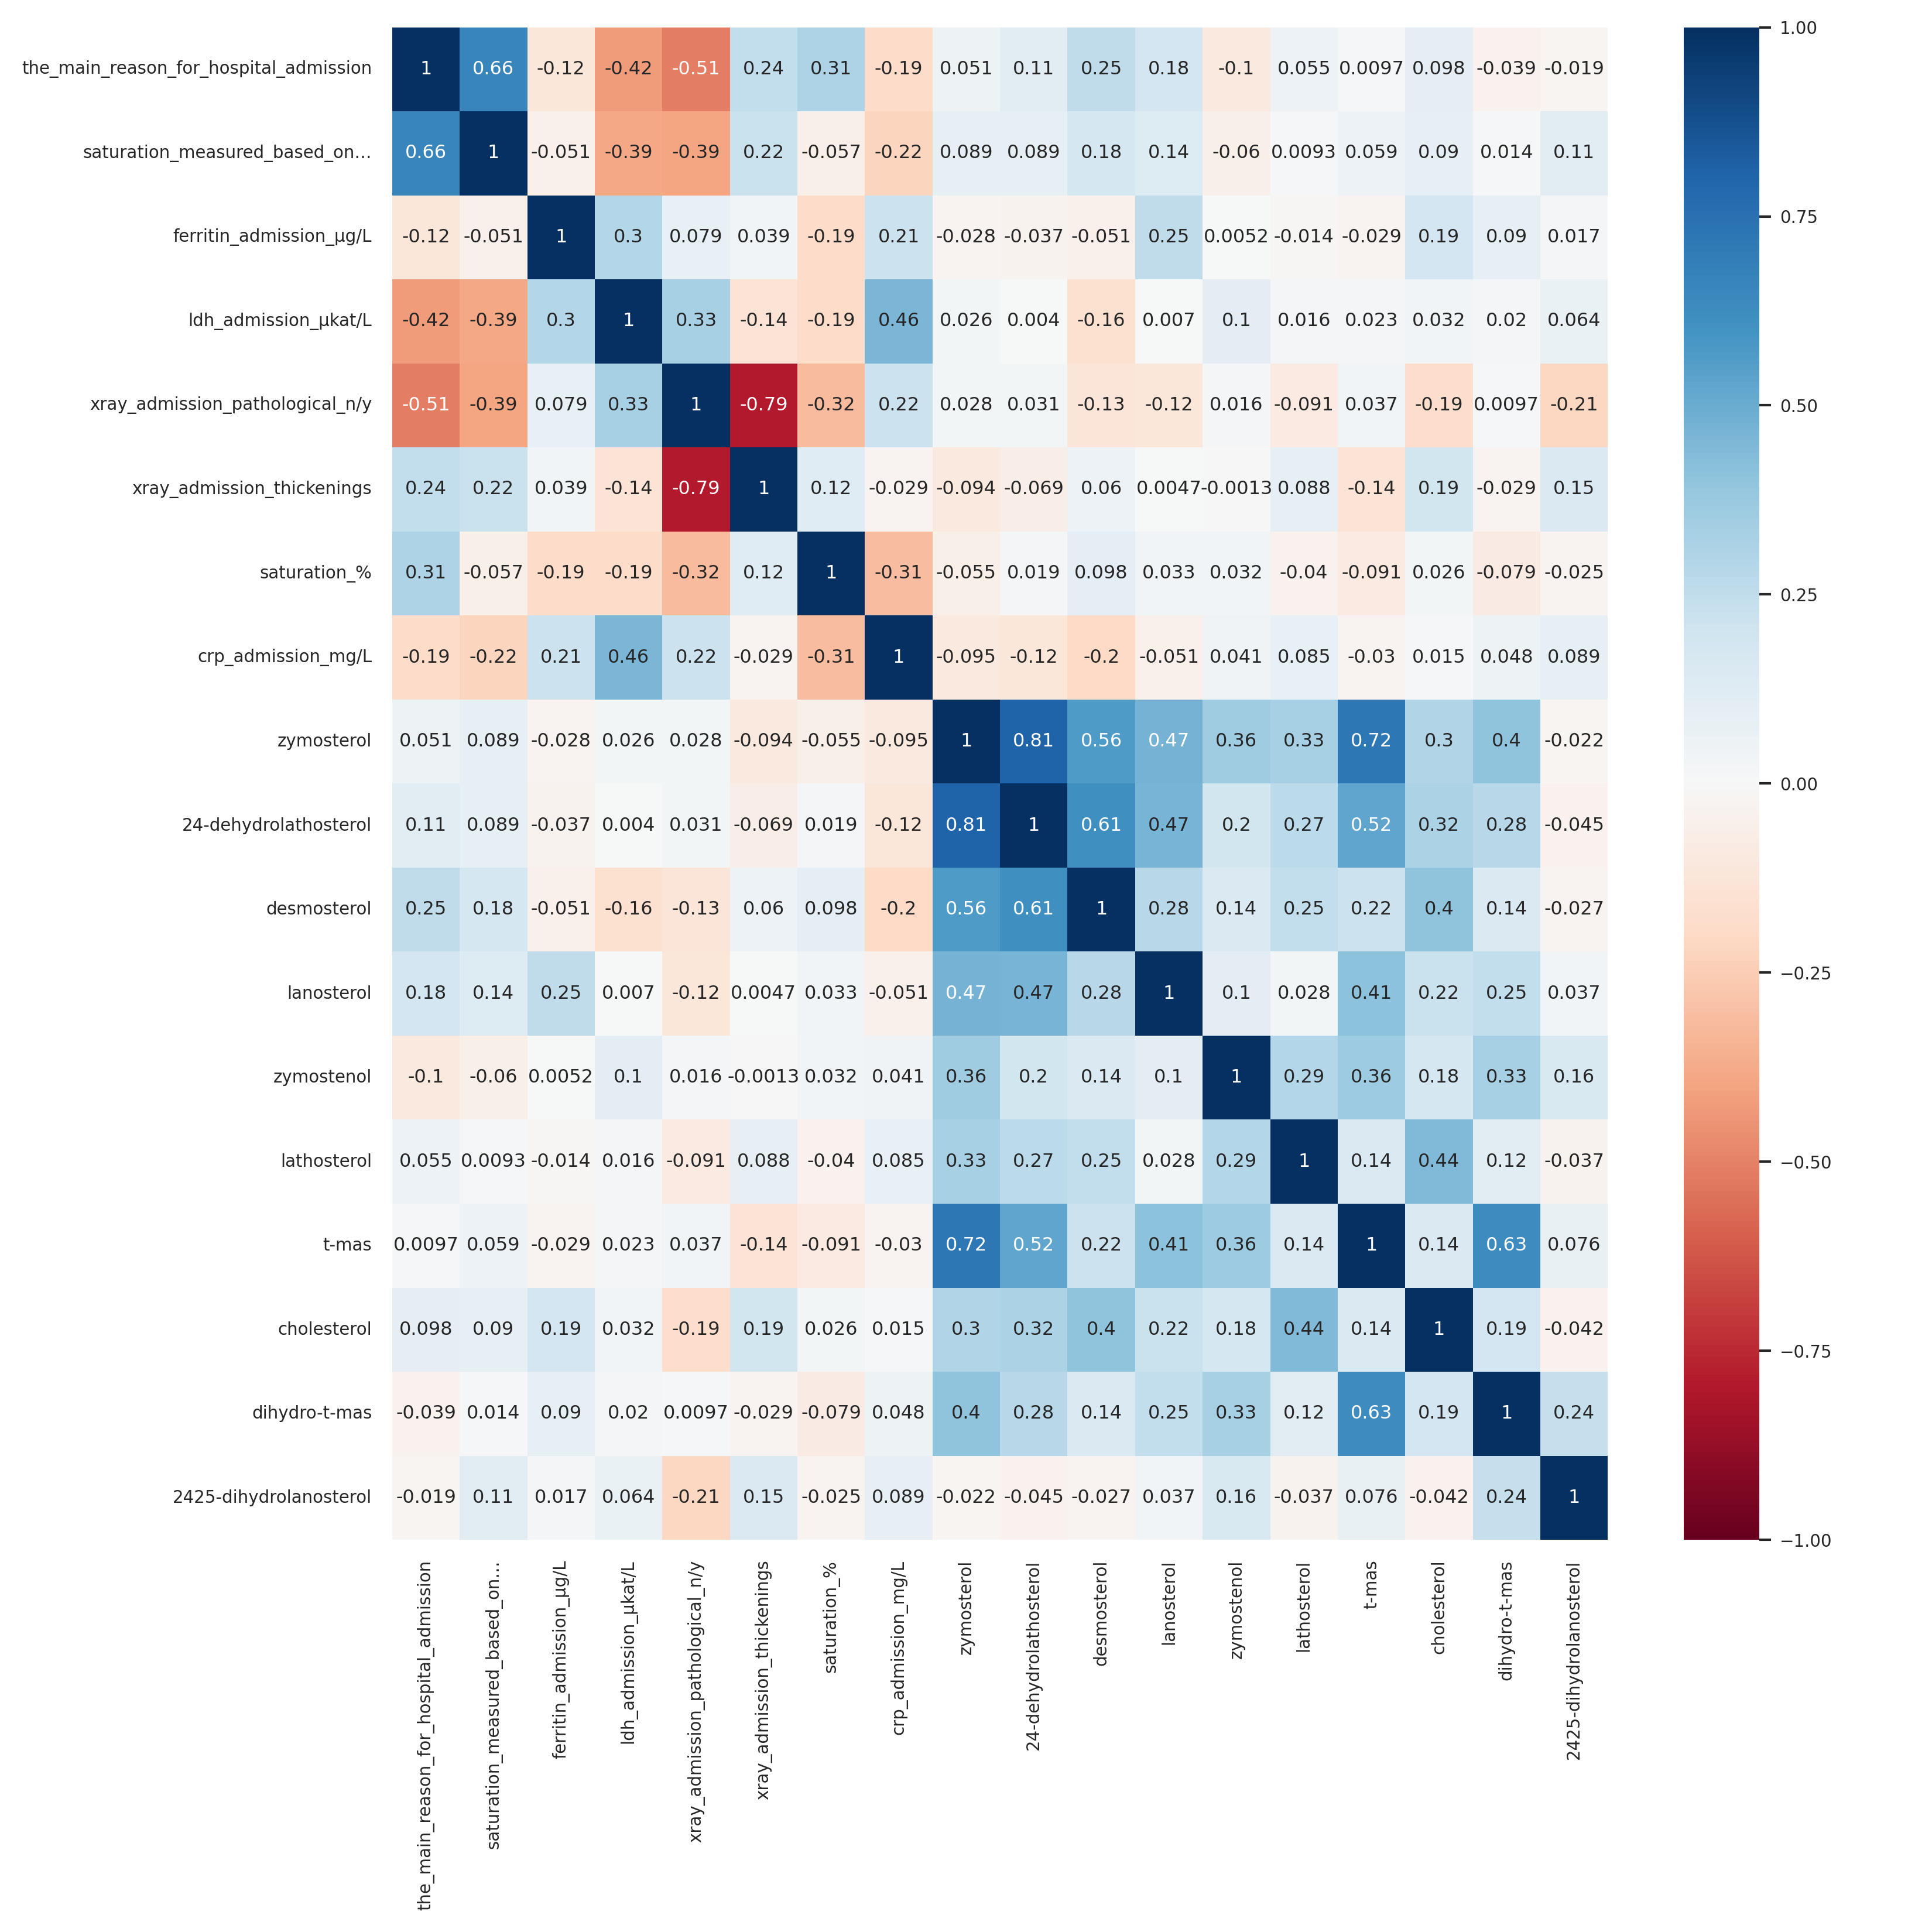 the_main_reason_for_hospital_admission 1 0.66 -0.12 -0.42 -0.51 0.24 0.31 -0.19 0.051 0.11 0.25 0.18 -0.1 0.055 0.0097 0.098 -0.039 -0.019
saturation_measured_based_on... 0.66 1 -0.051 -0.39 -0.39 0.22 -0.057 -0.22 0.089 0.089 0.18 0.14 -0.06 0.0093 0.059 0.09 0.014 0.11
ferritin_admission_µg/L -0.12 -0.051 1 0.3 0.079 0.039 -0.19 0.21 -0.028 -0.037 -0.051 0.25 0.0052 -0.014 -0.029 0.19 0.09 0.017
ldh_admission_µkat/L -0.42 -0.39 0.3 1 0.33 -0.14 -0.19 0.46 0.026 0.004 -0.16 0.007 0.1 0.016 0.023 0.032 0.02 0.064
xray_admission_pathological_n/y -0.51 -0.39 0.079 0.33 1 -0.79 -0.32 0.22 0.028 0.031 -0.13 -0.12 0.016 -0.091 0.037 -0.19 0.0097 -0.21
xray_admission_thickenings 0.24 0.22 0.039 -0.14 -0.79 1 0.12 -0.029 -0.094 -0.069 0.06 0.0047 -0.0013 0.088 -0.14 0.19 -0.029 0.15
saturation_% 0.31 -0.057 -0.19 -0.19 -0.32 0.12 1 -0.31 -0.055 0.019 0.098 0.033 0.032 -0.04 -0.091 0.026 -0.079 -0.025
crp_admission_mg/L -0.19 -0.22 0.21 0.46 0.22 -0.029 -0.31 1 -0.095 -0.12 -0.2 -0.051 0.041 0.085 -0.03 0.015 0.048 0.089
zymosterol 0.051 0.089 -0.028 0.026 0.028 -0.094 -0.055 -0.095 1 0.81 0.56 0.47 0.36 0.33 0.72 0.3 0.4 -0.022
24-dehydrolathosterol 0.11 0.089 -0.037 0.004 0.031 -0.069 0.019 -0.12 0.81 1 0.61 0.47 0.2 0.27 0.52 0.32 0.28 -0.045
desmosterol 0.25 0.18 -0.051 -0.16 -0.13 0.06 0.098 -0.2 0.56 0.61 1 0.28 0.14 0.25 0.22 0.4 0.14 -0.027
lanosterol 0.18 0.14 0.25 0.007 -0.12 0.0047 0.033 -0.051 0.47 0.47 0.28 1 0.1 0.028 0.41 0.22 0.25 0.037
zymostenol -0.1 -0.06 0.0052 0.1 0.016 -0.0013 0.032 0.041 0.36 0.2 0.14 0.1 1 0.29 0.36 0.18 0.33 0.16
lathosterol 0.055 0.0093 -0.014 0.016 -0.091 0.088 -0.04 0.085 0.33 0.27 0.25 0.028 0.29 1 0.14 0.44 0.12 -0.037
t-mas 0.0097 0.059 -0.029 0.023 0.037 -0.14 -0.091 -0.03 0.72 0.52 0.22 0.41 0.36 0.14 1 0.14 0.63 0.076
cholesterol 0.098 0.09 0.19 0.032 -0.19 0.19 0.026 0.015 0.3 0.32 0.4 0.22 0.18 0.44 0.14 1 0.19 -0.042
dihydro-t-mas -0.039 0.014 0.09 0.02 0.0097 -0.029 -0.079 0.048 0.4 0.28 0.14 0.25 0.33 0.12 0.63 0.19 1 0.24
2425-dihydrolanosterol -0.019 0.11 0.017 0.064 -0.21 0.15 -0.025 0.089 -0.022 -0.045 -0.027 0.037 0.16 -0.037 0.076 -0.042 0.24 1
the_main_reason_for_hospital_admission
saturation_measured_based_on...
ferritin_admission_µg/L
ldh_admission_µkat/L
xray_admission_pathological_n/y
xray_admission_thickenings
saturation_%
crp_admission_mg/L
zymosterol
24-dehydrolathosterol
desmosterol
lanosterol
zymostenol
lathosterol
t-mas
cholesterol
dihydro-t-mas
2425-dihydrolanosterol
1.00
0.75
0.50
0.25
0.00
−0.25
−0.50
−0.75
−1.00